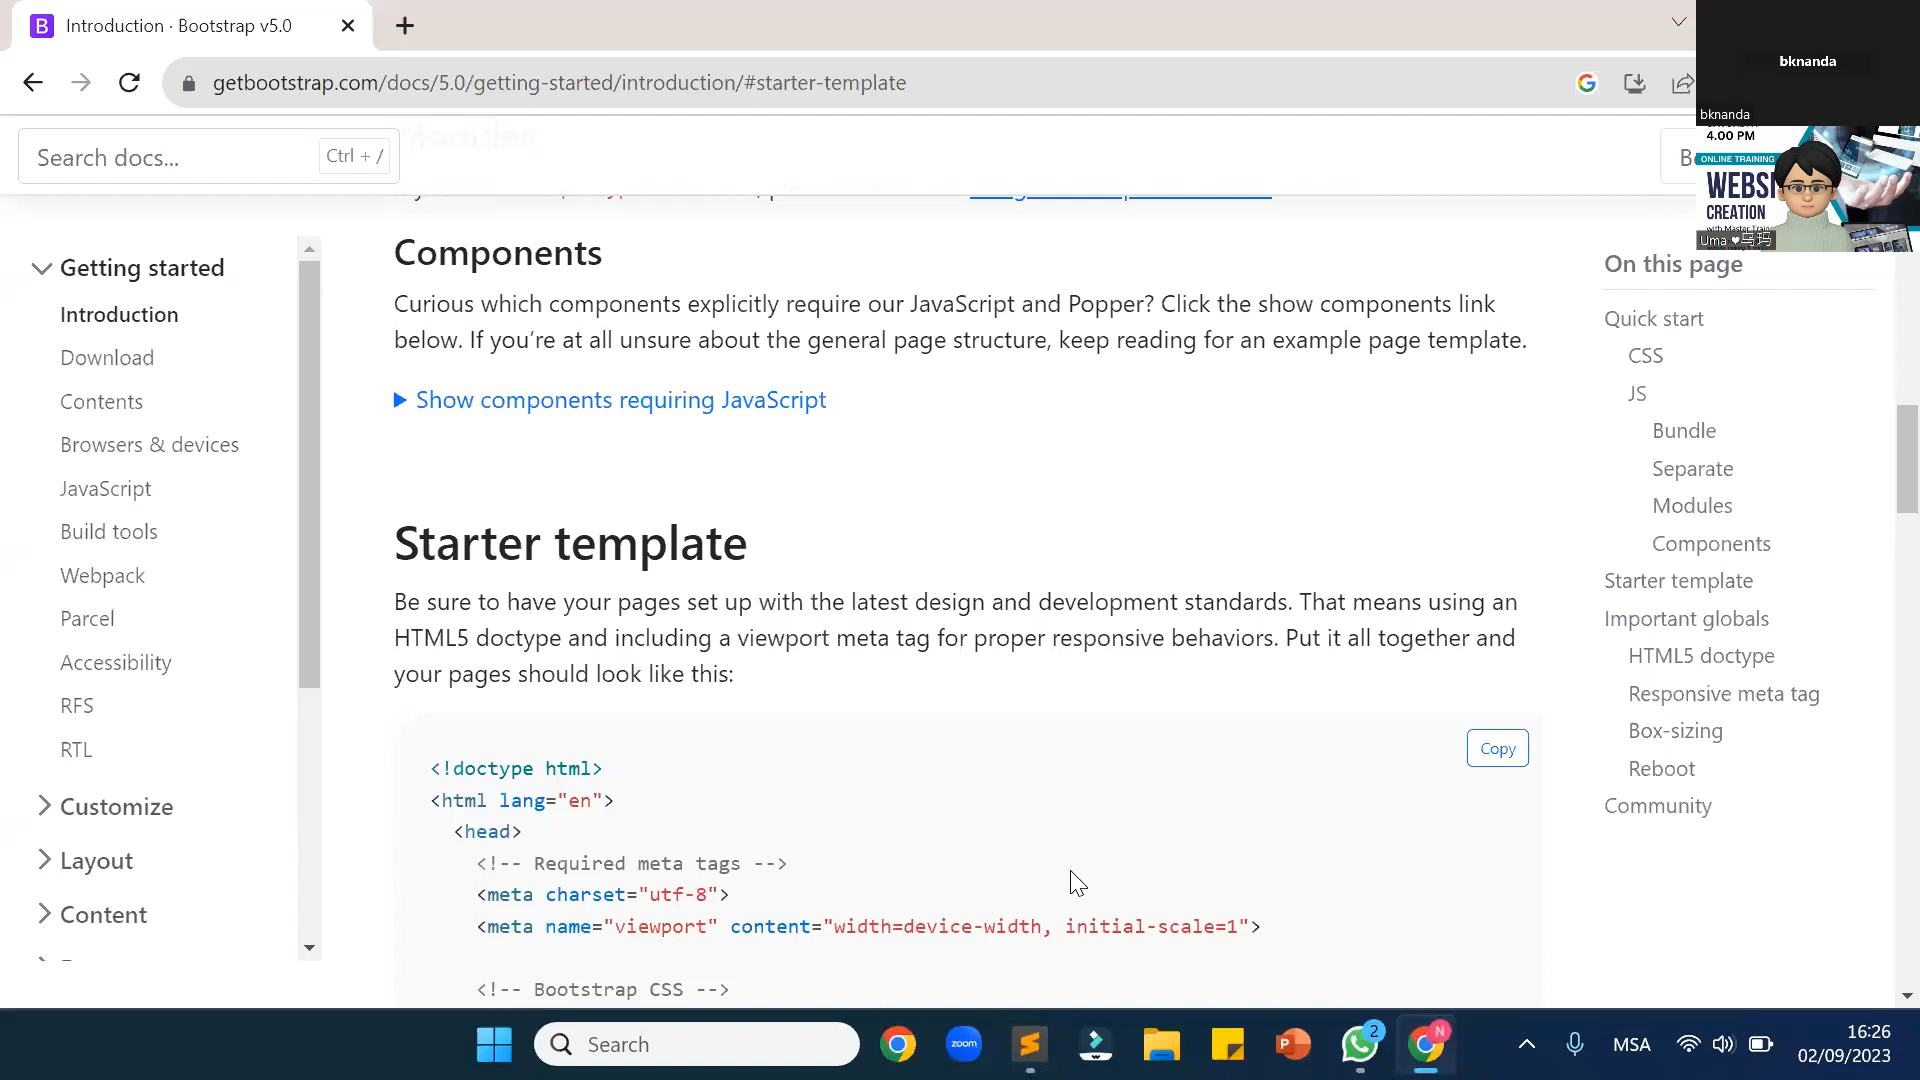 Introduction · Bootstrap v5.0
getbootstrap.com/docs/5.0/getting-started/introduction/#starter-template
bknanda
bknanda
4.00 PM
ONLINE TRAINING
WEBSI
CREATION
Uma ❤乌玛
Search docs...
Ctrl + /
Getting started
Introduction
Download
Contents
Browsers & devices
JavaScript
Build tools
Webpack
Parcel
Accessibility
RFS
RTL
Customize
Layout
Content
Components
Curious which components explicitly require our JavaScript and Popper? Click the show components link
below. If you’re at all unsure about the general page structure, keep reading for an example page template.
Show components requiring JavaScript
Starter template
Be sure to have your pages set up with the latest design and development standards. That means using an
HTML5 doctype and including a viewport meta tag for proper responsive behaviors. Put it all together and
your pages should look like this:
Copy
<!doctype html>
<html lang="en">
<head>
<!-- Required meta tags -->
<meta charset="utf-8">
<meta name="viewport" content="width=device-width, initial-scale=1">
<!-- Bootstrap CSS -->
On this page
Quick start
CSS
JS
Bundle
Separate
Modules
Components
Starter template
Important globals
HTML5 doctype
Responsive meta tag
Box-sizing
Reboot
Community
Search
zoom
2
N
MSA
16:26
02/09/2023